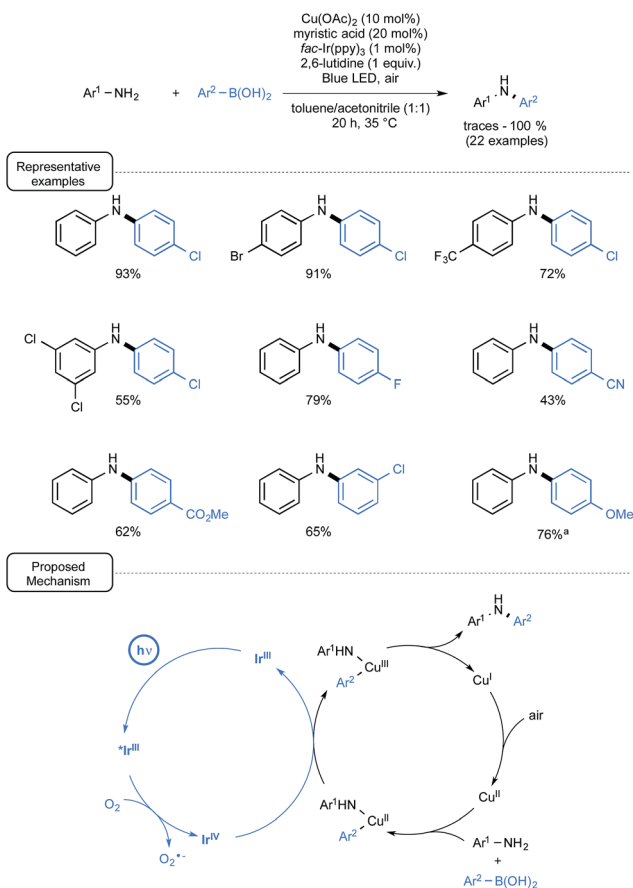 Cu(OAc)2 (10 mol%)
myristic acid (20 mol%)
fac-Ir(ppy)3 (1 mol%)
2,6-lutidine (1 equiv.)
Blue LED, air
Ar1−NH2 + Ar2−B(OH)2
toluene/acetonitrile (1:1)
20 h, 35 °C
H
Ar1 N Ar2
traces - 100 %
(22 examples)
Representative
examples
H
N
Cl
93%
H
N
Br
Cl
91%
H
N
F3C
Cl
72%
H
N
Cl
Cl
Cl
55%
H
N
F
79%
H
N
CN
43%
H
N
CO2Me
62%
H
N
Cl
65%
H
N
OMe
76%a
Proposed
Mechanism
hν
IrIII
*IrIII
O2
O2•-
IrIV
Ar1HN
CuIII
Ar2
H
Ar1 N Ar2
CuI
air
CuII
Ar1−NH2
+
Ar2−B(OH)2
Ar1HN
CuII
Ar2